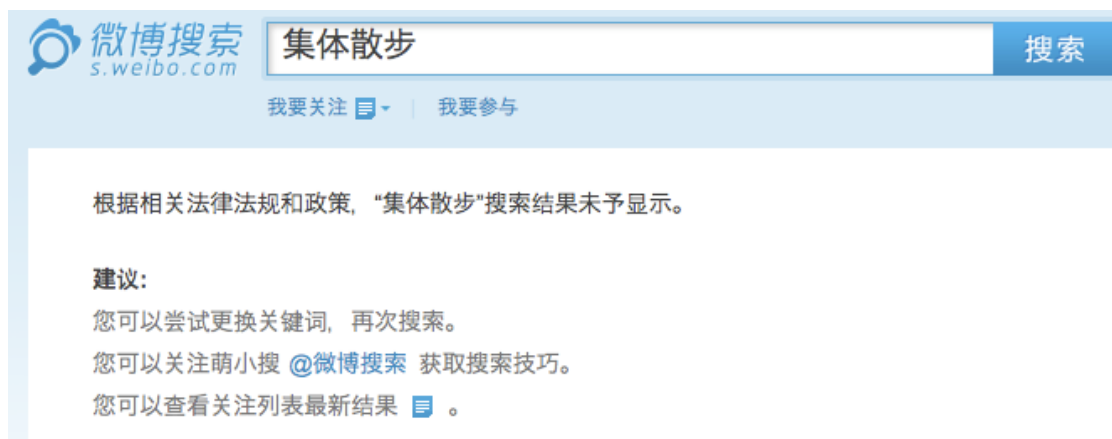 微博搜索
s.weibo.com
集体散步
搜索
我要关注 | 我要参与
根据相关法律法规和政策，“集体散步”搜索结果未予显示。
建议：
您可以尝试更换关键词，再次搜索。
您可以关注萌小搜 @微博搜索 获取搜索技巧。
您可以查看关注列表最新结果 。